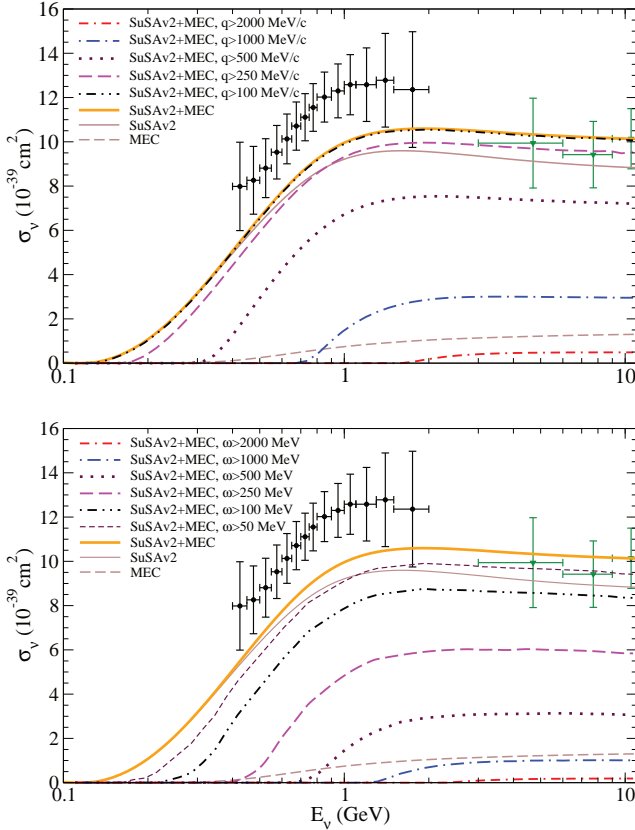 16
14
12
10
8
6
4
2
0
σν (10⁻³⁹ cm²)
SuSAv2+MEC, q>2000 MeV/c
SuSAv2+MEC, q>1000 MeV/c
SuSAv2+MEC, q>500 MeV/c
SuSAv2+MEC, q>250 MeV/c
SuSAv2+MEC, q>100 MeV/c
SuSAv2+MEC
SuSAv2
MEC
0.1 1 10
16
14
12
10
8
6
4
2
0
σν (10⁻³⁹ cm²)
SuSAv2+MEC, ω>2000 MeV
SuSAv2+MEC, ω>1000 MeV
SuSAv2+MEC, ω>500 MeV
SuSAv2+MEC, ω>250 MeV
SuSAv2+MEC, ω>100 MeV
SuSAv2+MEC, ω>50 MeV
SuSAv2+MEC
SuSAv2
MEC
0.1 1 10
Eν (GeV)